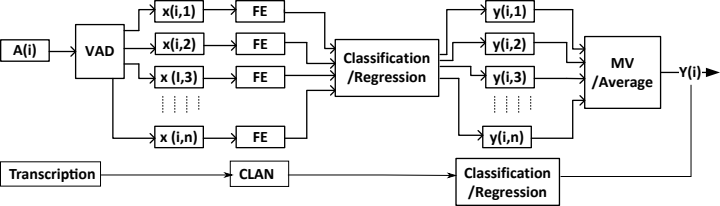 A(i)
VAD
x(i,1)
FE
x(i,2)
FE
x (I,3)
FE
x (i,n)
FE
Classification
/Regression
y(i,1)
y(i,2)
y(i,3)
y(i,n)
MV
/Average
Y(i)
Transcription
CLAN
Classification
/Regression